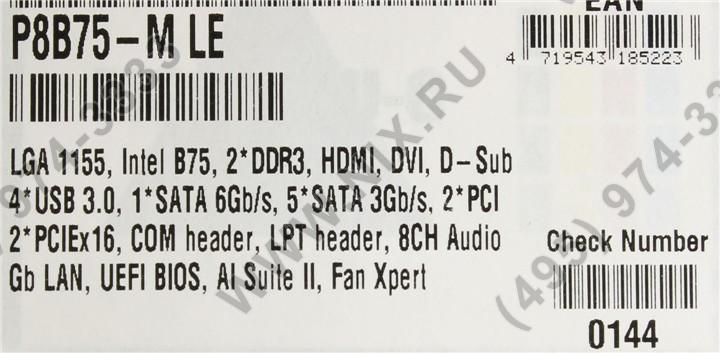 EAN
P8B75-M LE
4 719543 185223
LGA 1155, Intel B75, 2*DDR3, HDMI, DVI, D-Sub
4*USB 3.0, 1*SATA 6Gb/s, 5*SATA 3Gb/s, 2*PCI
2*PCIEx16, COM header, LPT header, 8CH Audio
Gb LAN, UEFI BIOS, AI Suite II, Fan Xpert
Check Number
0144
WWW.NIX.RU
(495) 974-3333